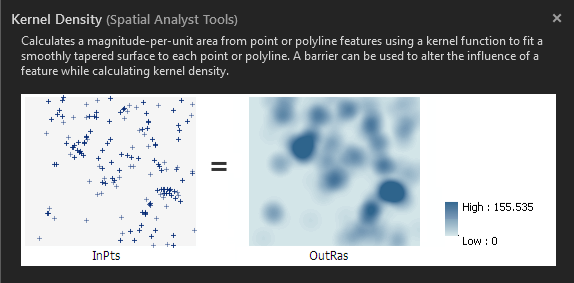 Kernel Density (Spatial Analyst Tools)
Calculates a magnitude-per-unit area from point or polyline features using a kernel function to fit a
smoothly tapered surface to each point or polyline. A barrier can be used to alter the influence of a
feature while calculating kernel density.
=
High : 155.535
Low : 0
InPts
OutRas